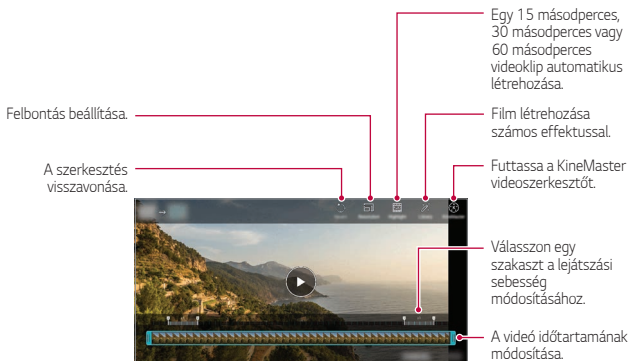 Egy 15 másodperces,
30 másodperces vagy
60 másodperces
videoklip automatikus
létrehozása.
Felbontás beállítása.
Film létrehozása
számos effektussal.
A szerkesztés
visszavonása.
Futtassa a KineMaster
videoszerkesztőt.
Válasszon egy
szakaszt a lejátszási
sebesség
módosításához.
A videó időtartamának
módosítása.